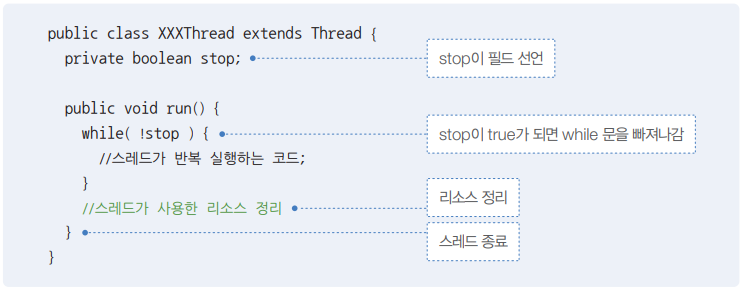 public class XXXThread extends Thread {
private boolean stop;
stop이 필드 선언
public void run() {
while( !stop ) {
stop이 true가 되면 while 문을 빠져나감
//스레드가 반복 실행하는 코드;
}
//스레드가 사용한 리소스 정리
리소스 정리
}
스레드 종료
}